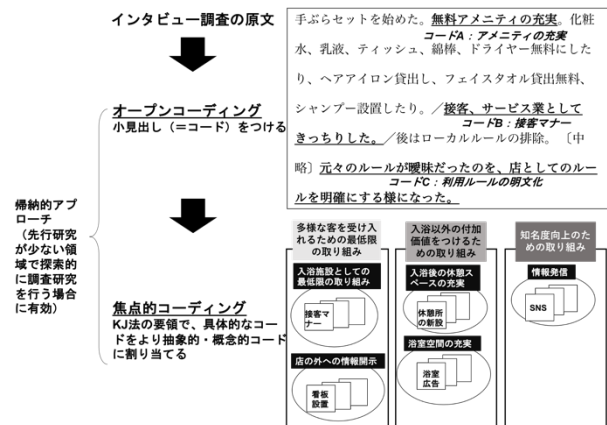 インタビュー調査の原文
手ぶらセットを始めた。無料アメニティの充実。化粧
コードA:アメニティの充実
水、乳液、ティッシュ、綿棒、ドライヤー無料にした
り、ヘアアイロン貸出し、フェイスタオル貸出無料、
シャンプー設置したり。／接客、サービス業として
コードB:接客マナー
きっちりした。／後はローカルルールの排除。〔中
略〕元々のルールが曖昧だったのを、店としてのルー
コードC:利用ルールの明文化
ルを明確にする様になった。
オープンコーディング
小見出し(=コード)をつける
帰納的アプ
ローチ
(先行研究
が少ない領
域で探索的
に調査研究
を行う場合
に有効)
焦点的コーディング
KJ法の要領で、具体的なコー
ドをより抽象的・概念的コード
に割り当てる
多様な客を受け入
れるための最低限
の取り組み
入浴施設としての
最低限の取り組み
接客マ
ナー
店の外への情報開示
看板
設置
入浴以外の付加
価値をつけるた
めの取り組み
入浴後の休憩ス
ペースの充実
休憩所
の新設
浴室空間の充実
浴室
広告
知名度向上のた
めの取り組み
情報発信
SNS